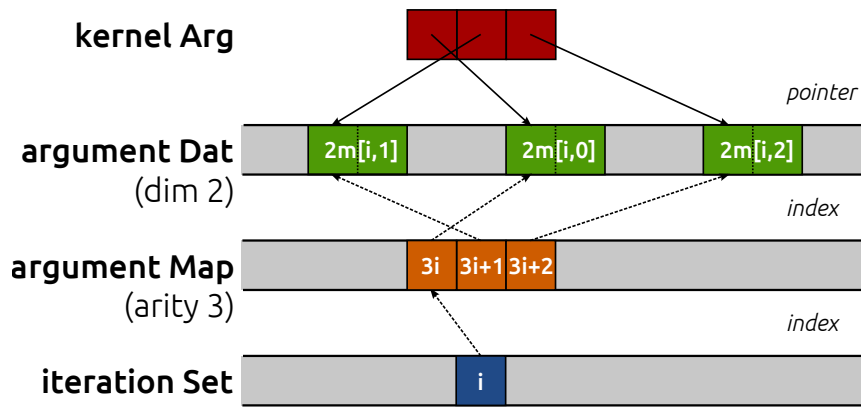 kernel Arg
pointer
argument Dat
(dim 2)
2m[i,1] 2m[i,0] 2m[i,2]
index
argument Map
(arity 3)
3i 3i+1 3i+2
index
iteration Set
i